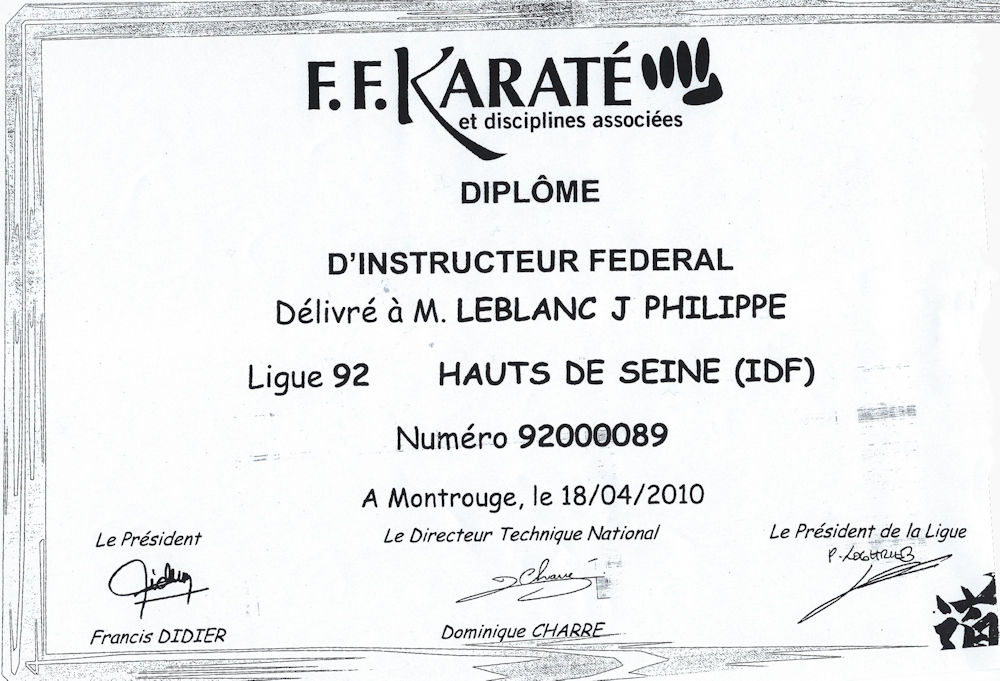 F.F.KARATÉ
et disciplines associées
DIPLÔME
D'INSTRUCTEUR FEDERAL
Délivré à M. LEBLANC J PHILIPPE
Ligue 92 HAUTS DE SEINE (IDF)
Numéro 92000089
A Montrouge, le 18/04/2010
Le Président
Le Directeur Technique National
Le Président de la Ligue
Francis DIDIER
Dominique CHARRE